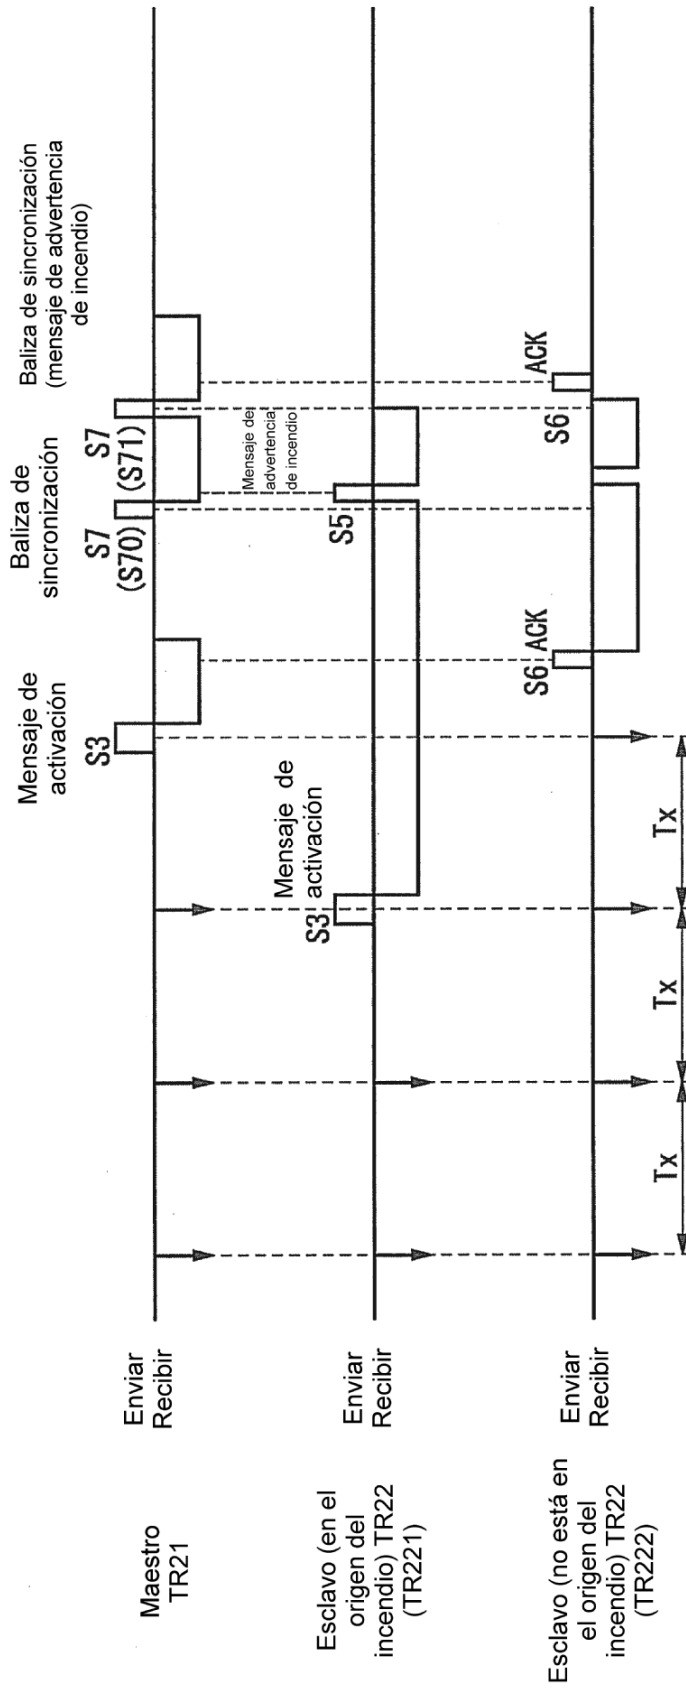 Mensaje de
activación
Baliza de
sincronización
Baliza de sincronización
(mensaje de advertencia
de incendio)
Maestro
TR21
Enviar
Recibir
S3
S7
(S70)
S7
(S71)
Mensaje de
advertencia
de incendio
Esclavo (en el
origen del
incendio) TR22
(TR221)
Enviar
Recibir
Mensaje de
activación
S3
S5
Esclavo (no está en
el origen del
incendio) TR22
(TR222)
Enviar
Recibir
S6 ACK
S6
ACK
Tx
Tx
Tx